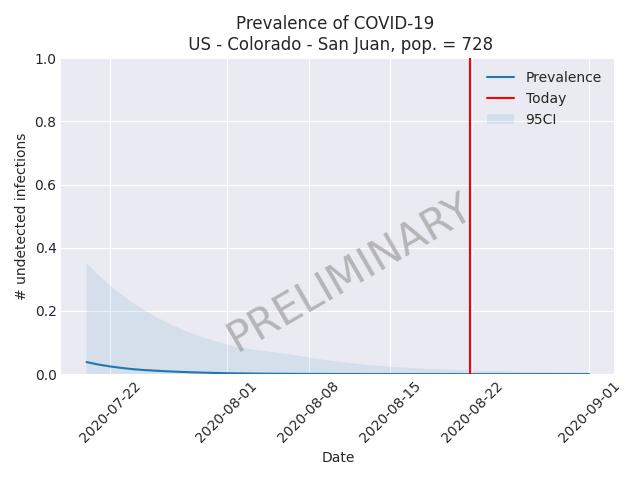 Prevalence of COVID-19
US - Colorado - San Juan, pop. = 728
1.0
0.8
0.6
0.4
0.2
0.0
# undetected infections
Prevalence
Today
95CI
PRELIMINARY
2020-07-22
2020-08-01
2020-08-08
2020-08-15
2020-08-22
2020-09-01
Date